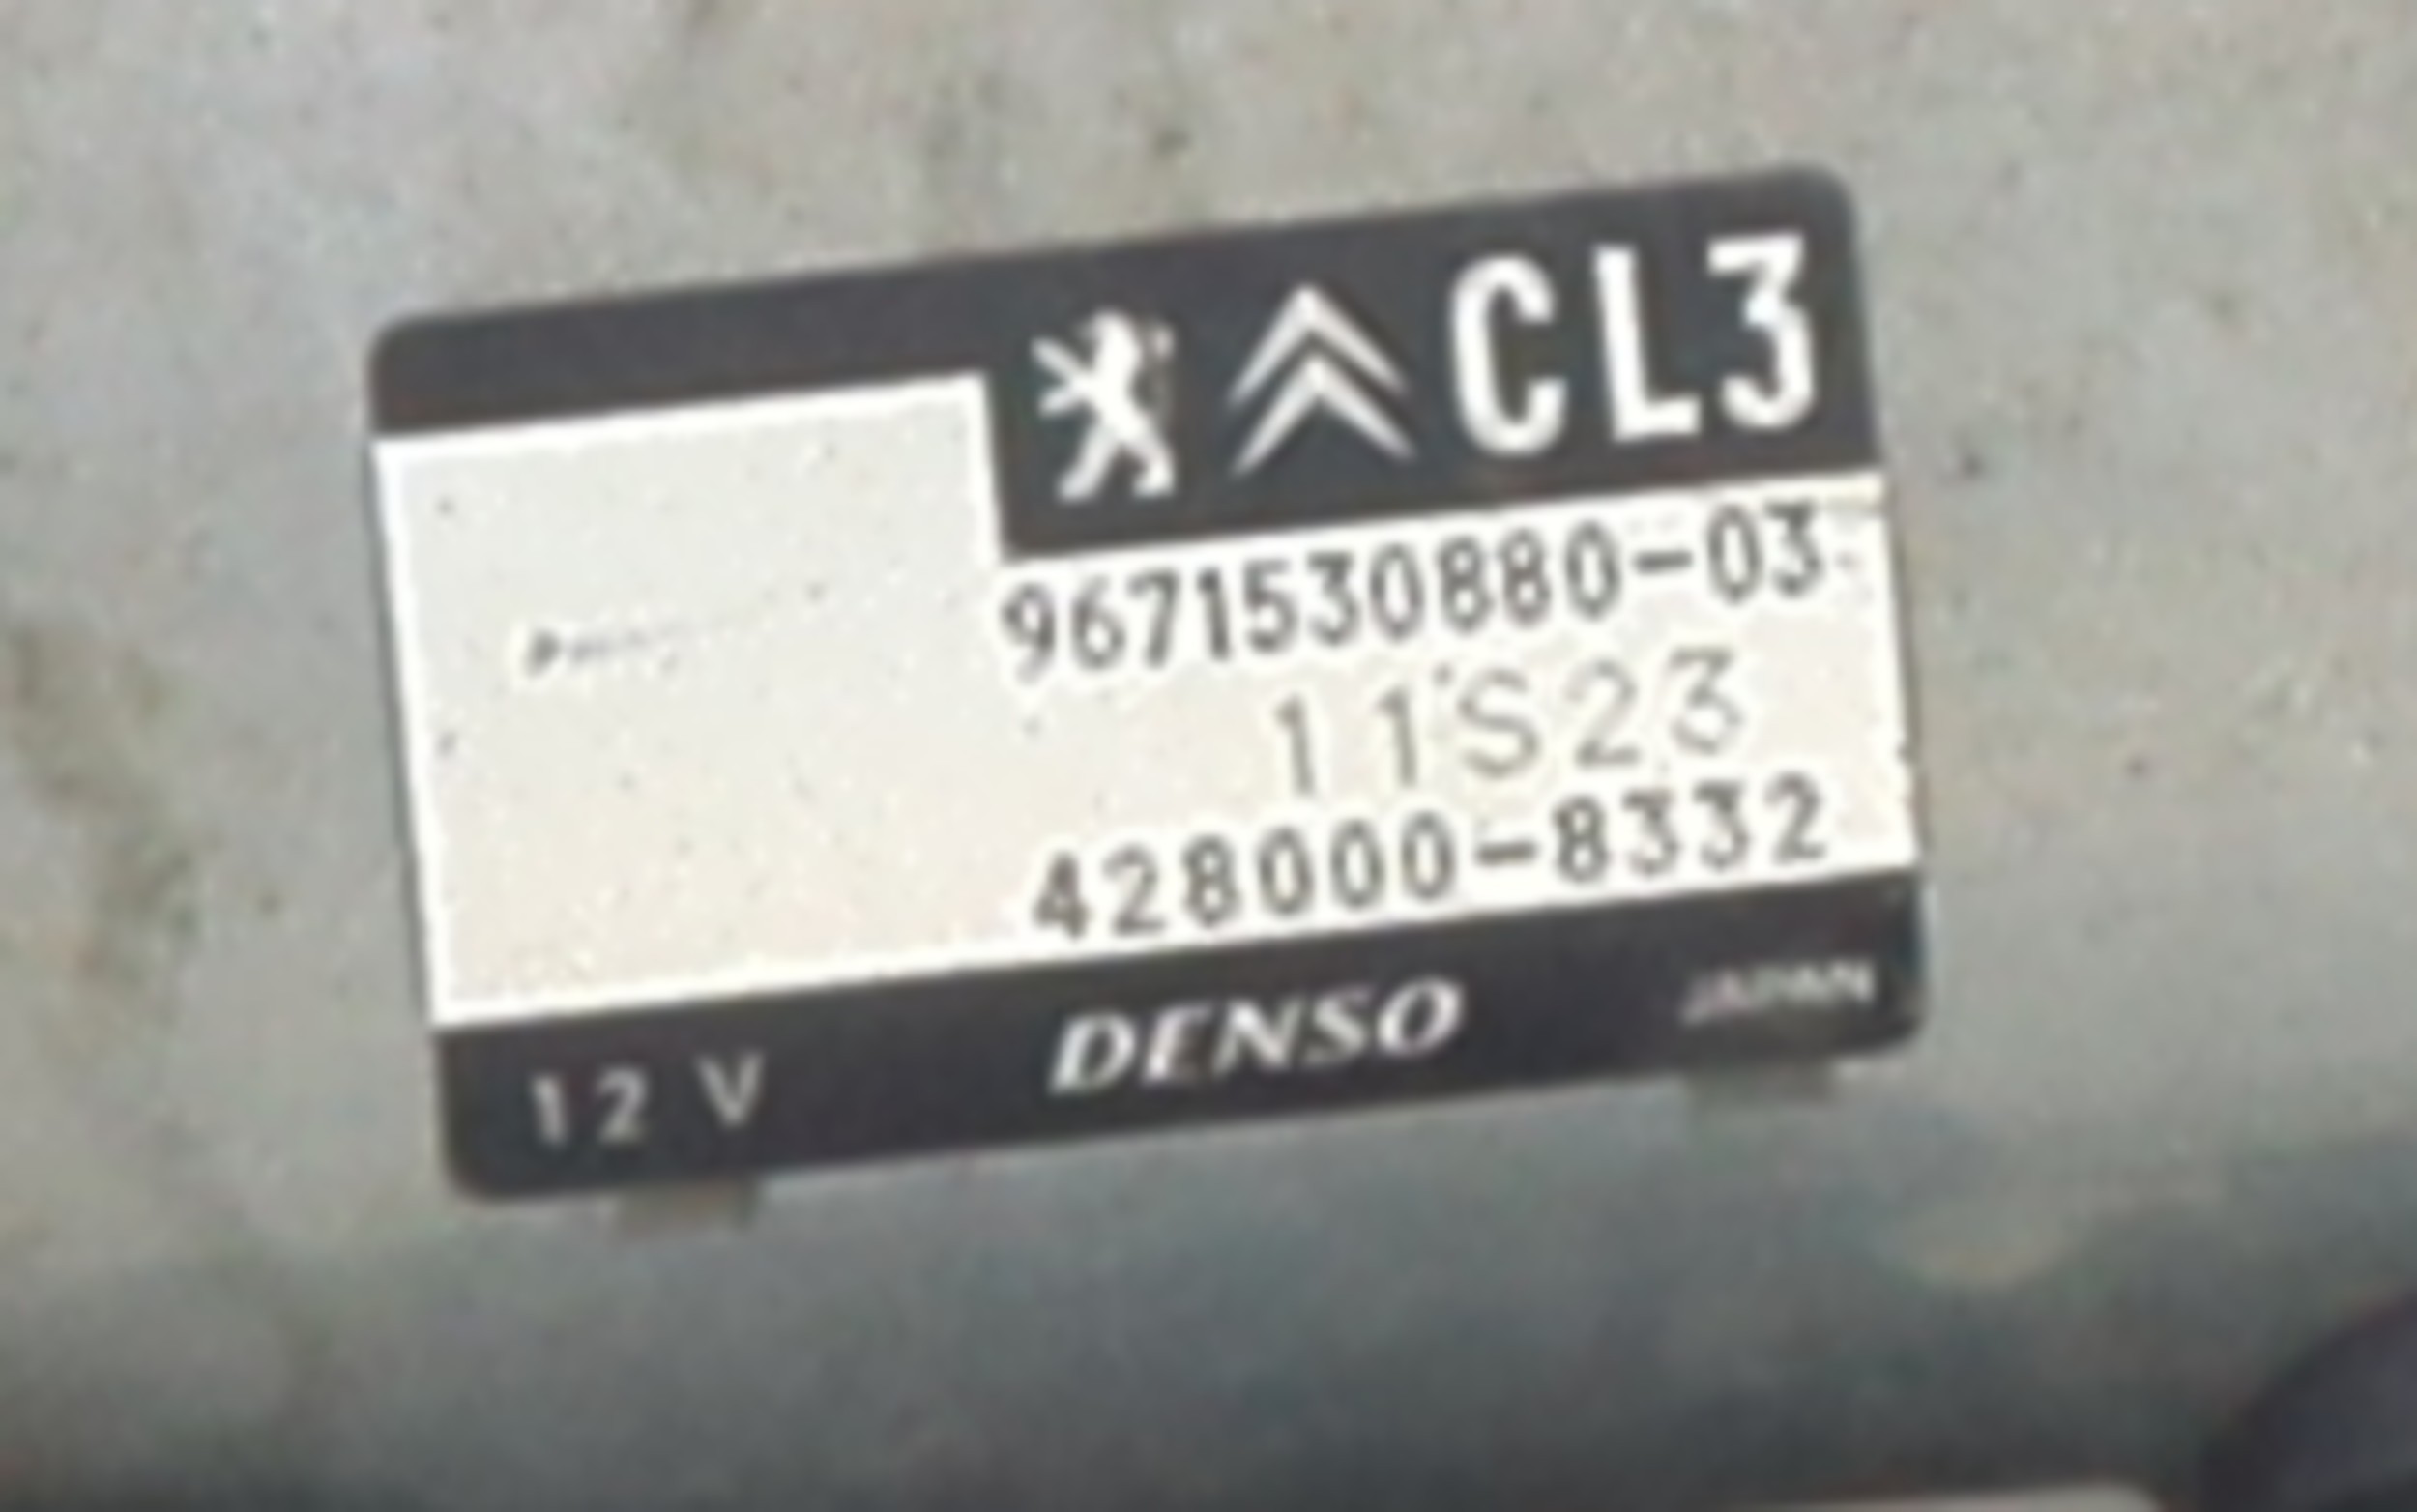 CL3
9671530880-03
11S23
428000-8332
12 V DENSO JAPAN